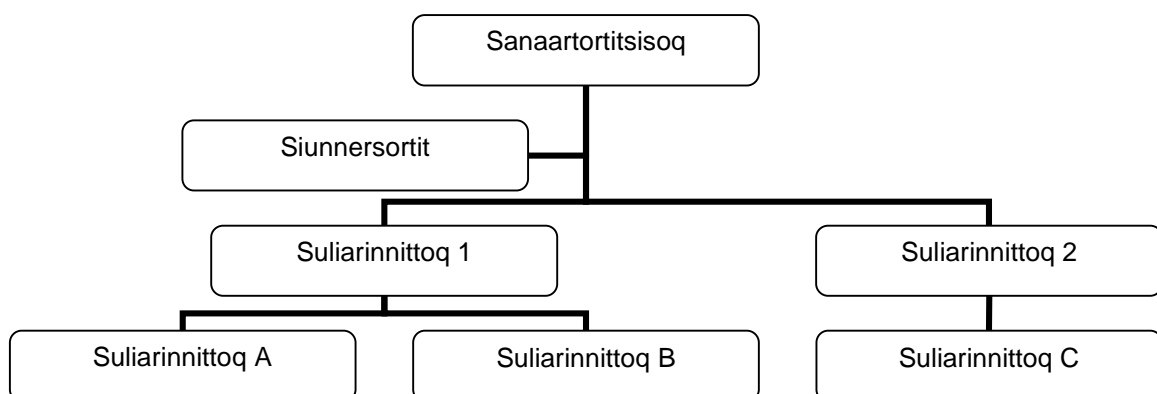 Sanaartortitsisoq
Siunnersortit
Suliarinnittoq 1
Suliarinnittoq 2
Suliarinnittoq A
Suliarinnittoq B
Suliarinnittoq C